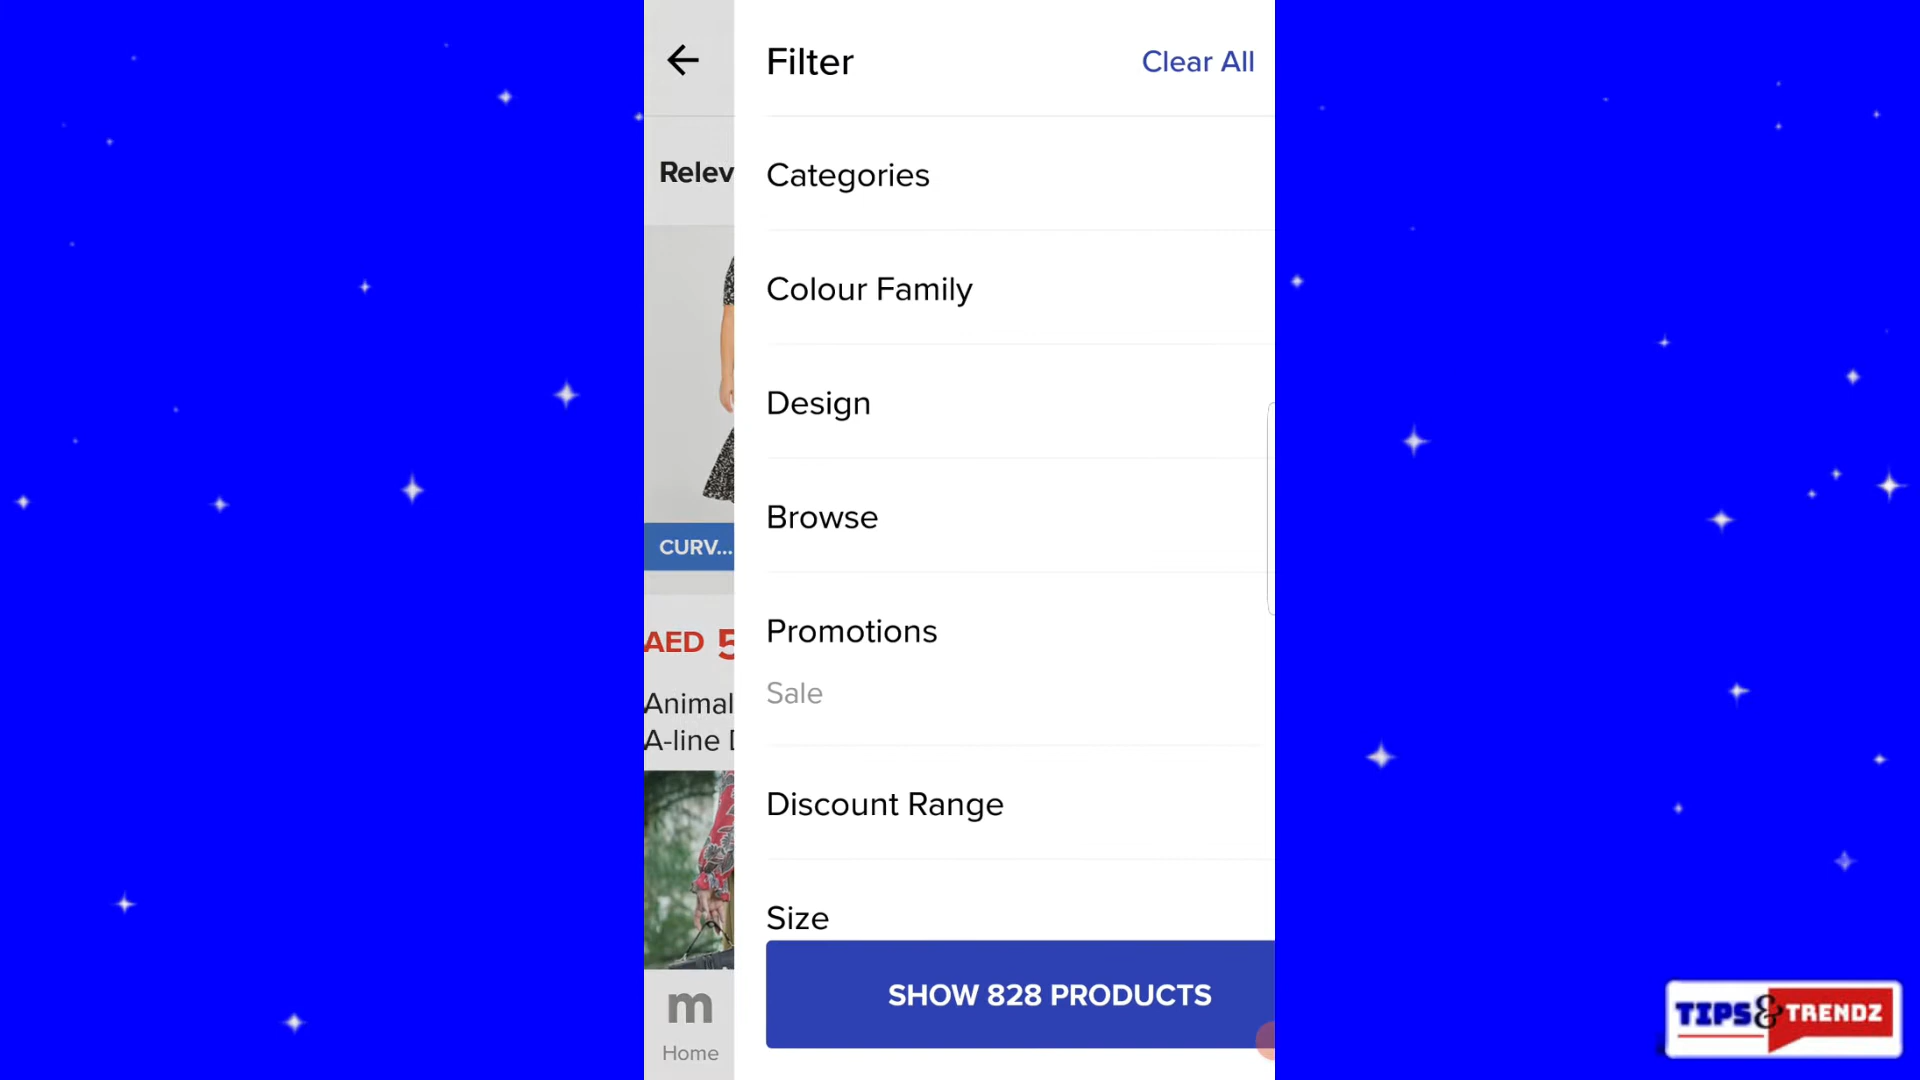 Filter
Clear All
Relev
Categories
Colour Family
Design
Browse
CURV...
Promotions
AED 5
Sale
Animal
A-line D
Discount Range
Size
SHOW 828 PRODUCTS
m
Home
TIPS & TRENDZ